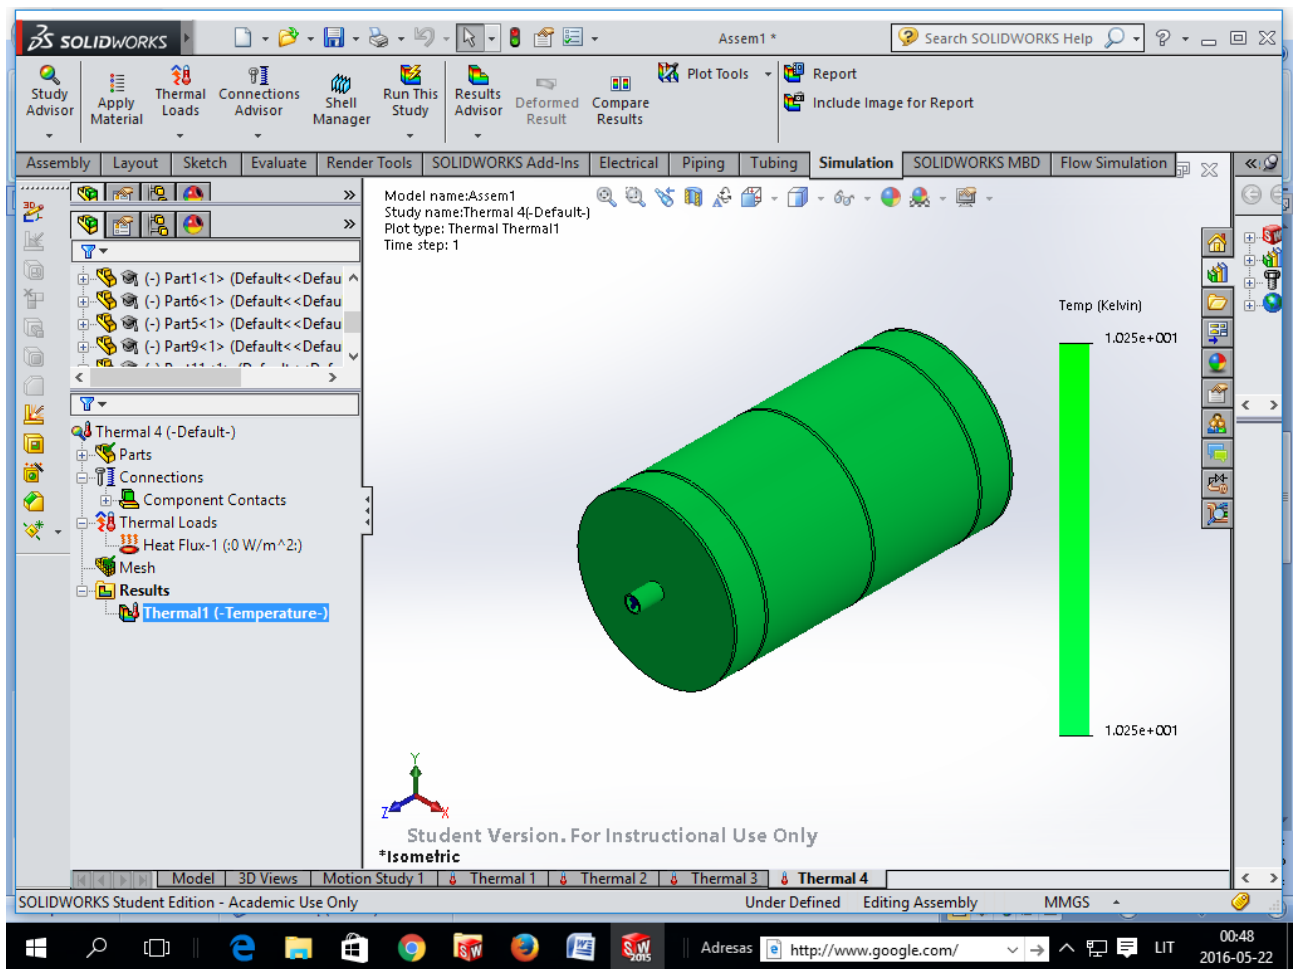 SOLIDWORKS
Assem1 *
Search SOLIDWORKS Help
Study Advisor
Apply Material
Thermal Loads
Connections Advisor
Shell Manager
Run This Study
Results Advisor
Deformed Result
Compare Results
Plot Tools
Report
Include Image for Report
Assembly Layout Sketch Evaluate Render Tools SOLIDWORKS Add-Ins Electrical Piping Tubing Simulation SOLIDWORKS MBD Flow Simulation
Model name:Assem1
Study name:Thermal 4(-Default-)
Plot type: Thermal Thermal1
Time step: 1
(-) Part1<1> (Default<<Defau
(-) Part6<1> (Default<<Defau
(-) Part5<1> (Default<<Defau
(-) Part9<1> (Default<<Defau
Thermal 4 (-Default-)
Parts
Connections
Component Contacts
Thermal Loads
Heat Flux-1 (:0 W/m^2:)
Mesh
Results
Thermal1 (-Temperature-)
Temp (Kelvin)
1.025e+001
1.025e+001
Y
Z
X
Student Version. For Instructional Use Only
*Isometric
Model 3D Views Motion Study 1 Thermal 1 Thermal 2 Thermal 3 Thermal 4
SOLIDWORKS Student Edition - Academic Use Only Under Defined Editing Assembly MMGS
Adresas http://www.google.com/ LIT
00:48
2016-05-22